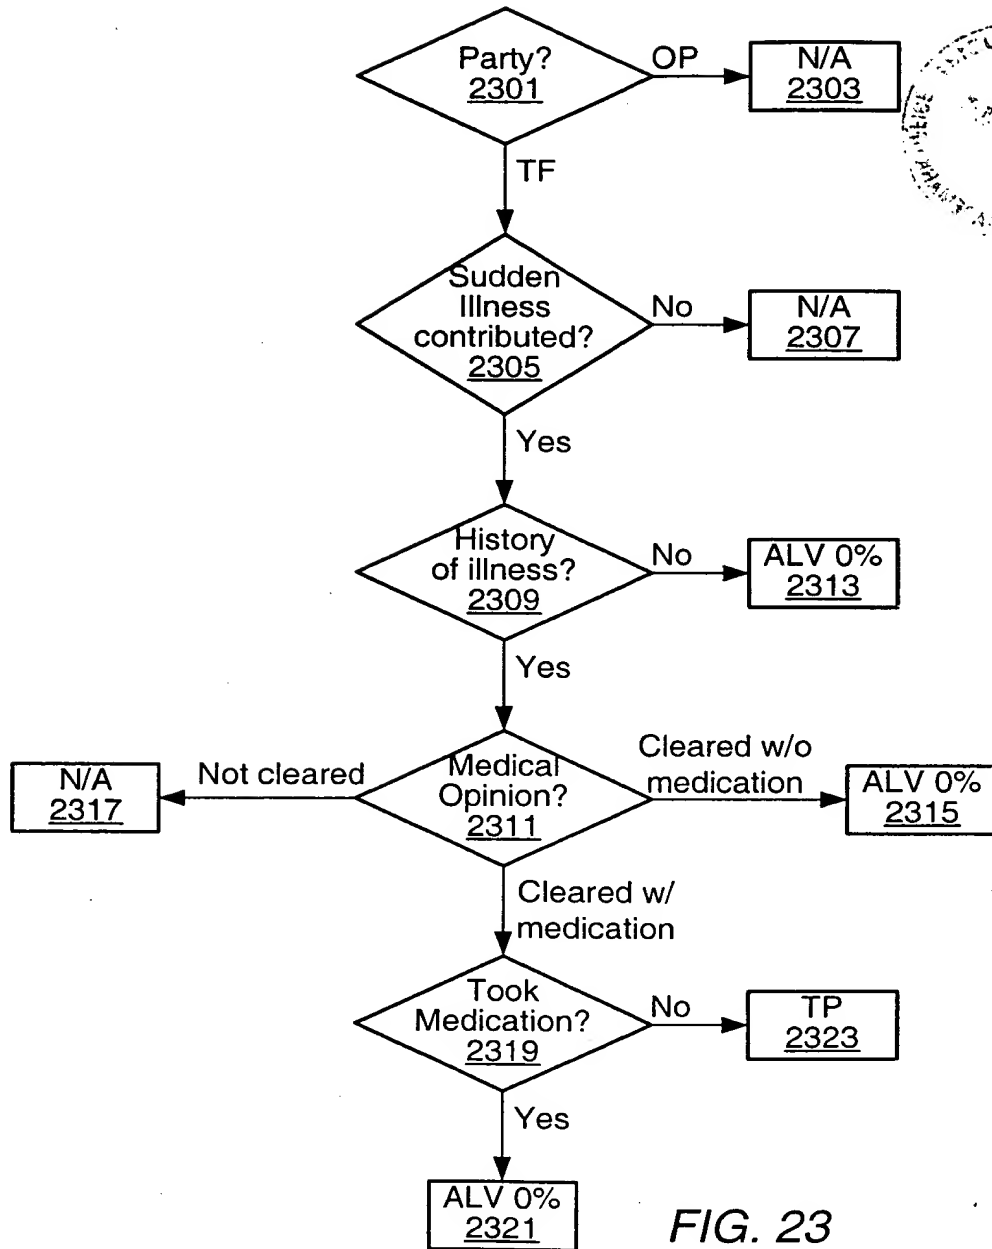 Party?
2301
OP
N/A
2303
TF
Sudden
Illness
contributed?
2305
No
N/A
2307
Yes
History
of illness?
2309
No
ALV 0%
2313
Yes
Medical
Opinion?
2311
Not cleared
N/A
2317
Cleared w/o
medication
ALV 0%
2315
Cleared w/
medication
Took
Medication?
2319
No
TP
2323
Yes
ALV 0%
2321
FIG. 23